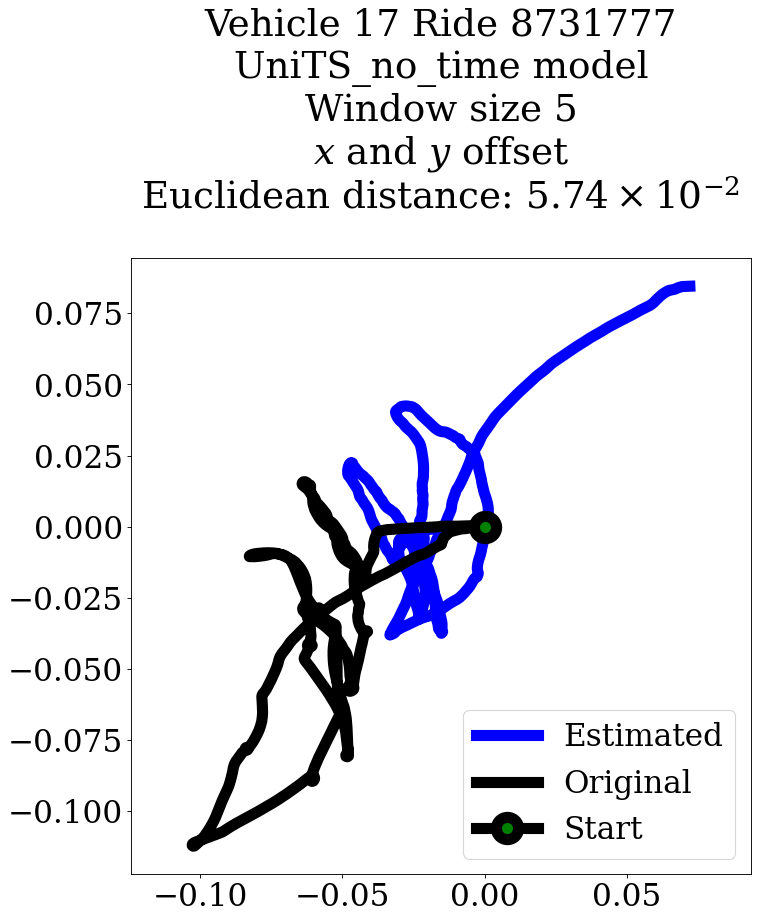 Vehicle 17 Ride 8731777
UniTS_no_time model
Window size 5
x and y offset
Euclidean distance: 5.74 × 10⁻²
0.075
0.050
0.025
0.000
−0.025
−0.050
−0.075
−0.100
Estimated
Original
Start
−0.10
−0.05
0.00
0.05